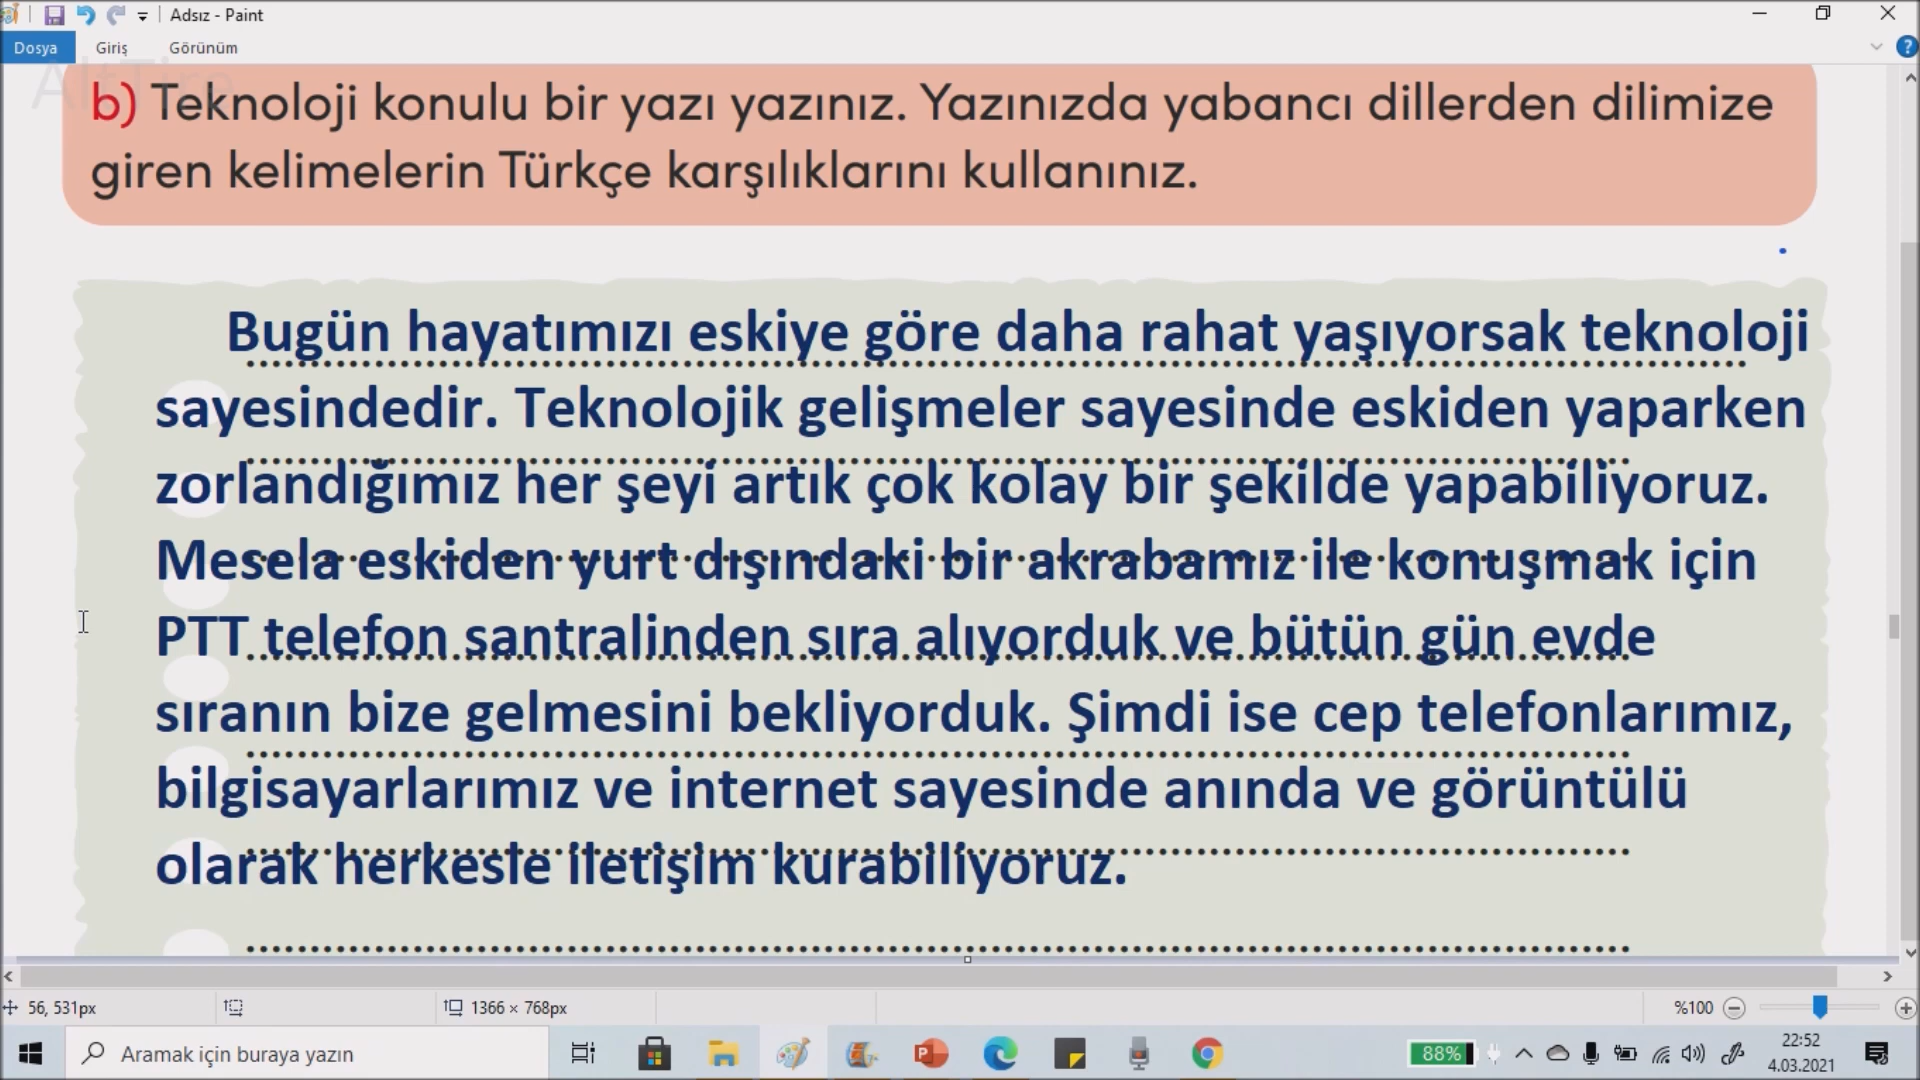 Adsız - Paint
Dosya Giriş Görünüm
b) Teknoloji konulu bir yazı yazınız. Yazınızda yabancı dillerden dilimize
giren kelimelerin Türkçe karşılıklarını kullanınız.
Bugün hayatımızı eskiye göre daha rahat yaşıyorsak teknoloji
sayesindedir. Teknolojik gelişmeler sayesinde eskiden yaparken
zorlandığımız her şeyi artık çok kolay bir şekilde yapabiliyoruz.
Mesela eskiden yurt dışındaki bir akrabamız ile konuşmak için
PTT telefon santralinden sıra alıyorduk ve bütün gün evde
sıranın bize gelmesini bekliyorduk. Şimdi ise cep telefonlarımız,
bilgisayarlarımız ve internet sayesinde anında ve görüntülü
olarak herkesle iletişim kurabiliyoruz.
56, 531px 1366 × 768px %100
Aramak için buraya yazın 88% 22:52
4.03.2021